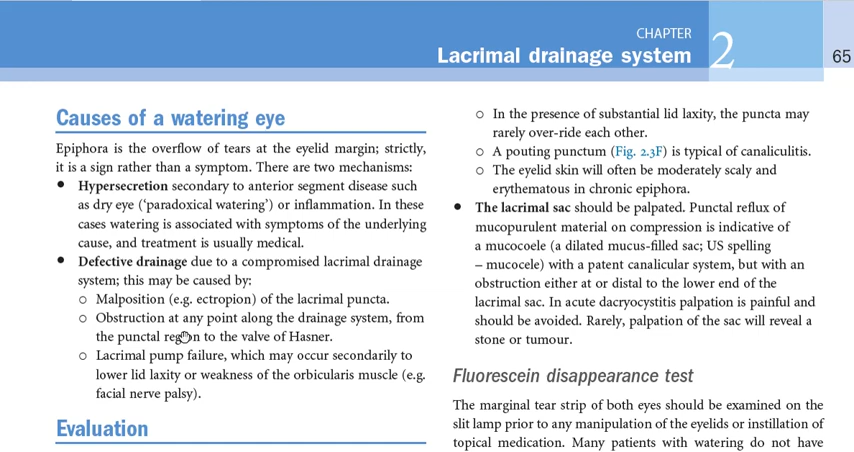 CHAPTER
Lacrimal drainage system
2
65
Causes of a watering eye
Epiphora is the overflow of tears at the eyelid margin; strictly,
it is a sign rather than a symptom. There are two mechanisms:
• Hypersecretion secondary to anterior segment disease such
as dry eye (‘paradoxical watering’) or inflammation. In these
cases watering is associated with symptoms of the underlying
cause, and treatment is usually medical.
• Defective drainage due to a compromised lacrimal drainage
system; this may be caused by:
○ Malposition (e.g. ectropion) of the lacrimal puncta.
○ Obstruction at any point along the drainage system, from
the punctal region to the valve of Hasner.
○ Lacrimal pump failure, which may occur secondarily to
lower lid laxity or weakness of the orbicularis muscle (e.g.
facial nerve palsy).
Evaluation
○ In the presence of substantial lid laxity, the puncta may
rarely over-ride each other.
○ A pouting punctum (Fig. 2.3F) is typical of canaliculitis.
○ The eyelid skin will often be moderately scaly and
erythematous in chronic epiphora.
• The lacrimal sac should be palpated. Punctal reflux of
mucopurulent material on compression is indicative of
a mucocoele (a dilated mucus-filled sac; US spelling
– mucocele) with a patent canalicular system, but with an
obstruction either at or distal to the lower end of the
lacrimal sac. In acute dacryocystitis palpation is painful and
should be avoided. Rarely, palpation of the sac will reveal a
stone or tumour.
Fluorescein disappearance test
The marginal tear strip of both eyes should be examined on the
slit lamp prior to any manipulation of the eyelids or instillation of
topical medication. Many patients with watering do not have